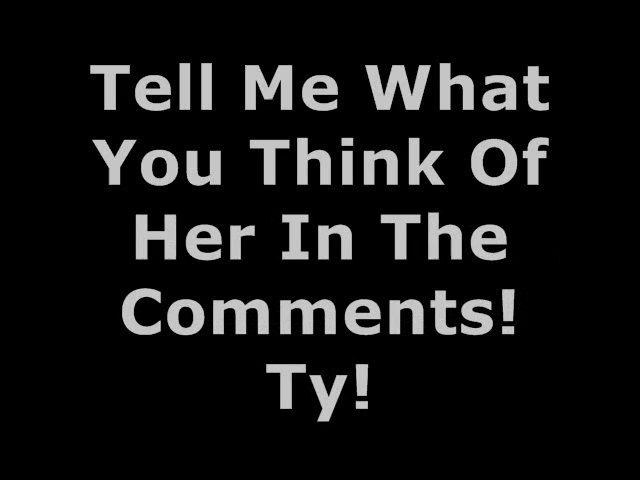 Tell Me What
You Think Of
Her In The
Comments!
Ty!